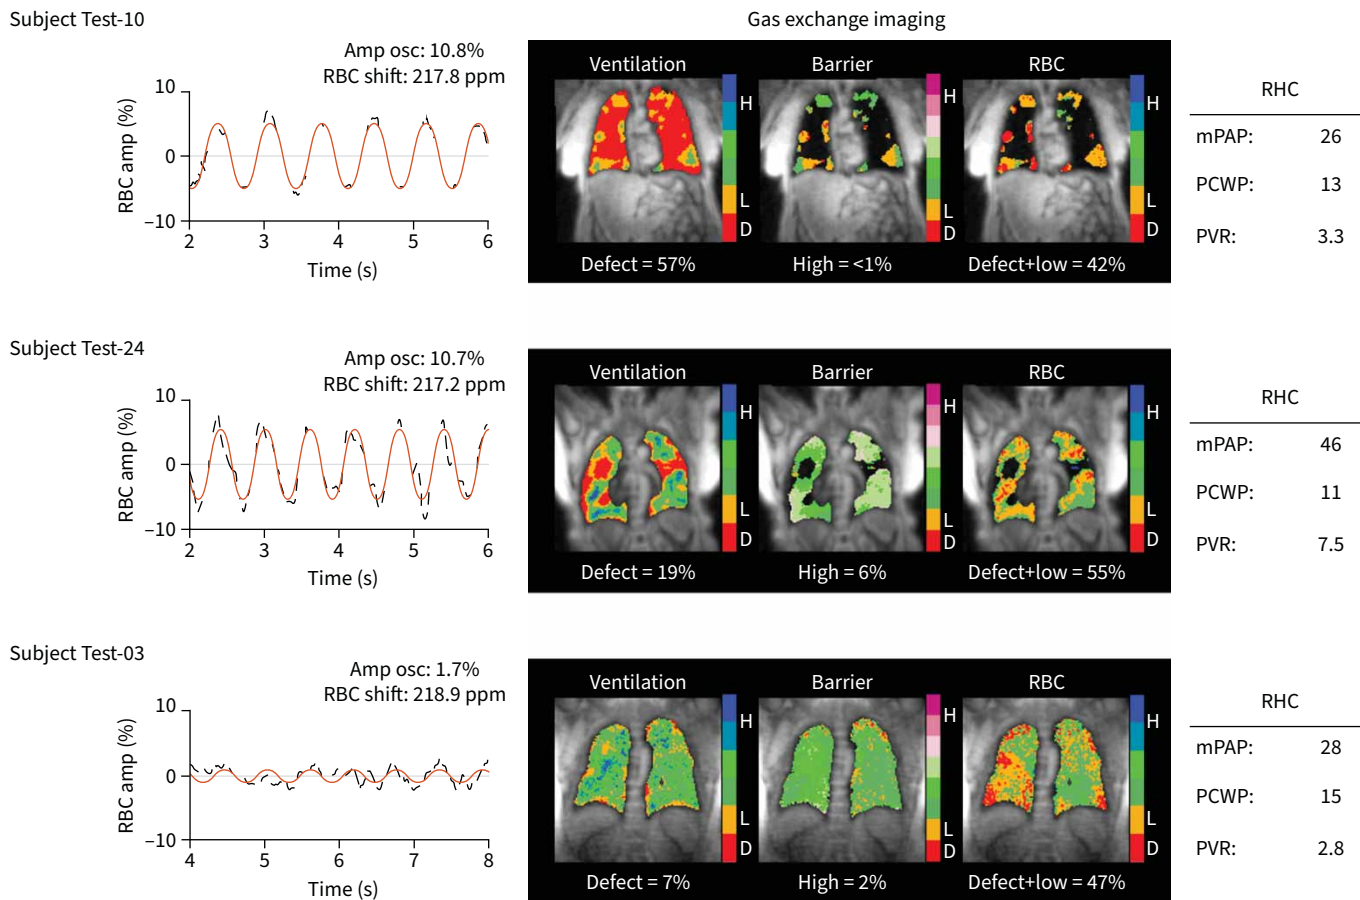 Subject Test-10
Gas exchange imaging
Amp osc: 10.8%
RBC shift: 217.8 ppm
RBC amp (%)
10
0
–10
2 3 4 5 6
Time (s)
Ventilation Barrier RBC
H H H
L L L
D D D
Defect = 57% High = <1% Defect+low = 42%
RHC
mPAP: 26
PCWP: 13
PVR: 3.3
Subject Test-24
Amp osc: 10.7%
RBC shift: 217.2 ppm
RBC amp (%)
10
0
–10
2 3 4 5 6
Time (s)
Ventilation Barrier RBC
H H H
L L L
D D D
Defect = 19% High = 6% Defect+low = 55%
RHC
mPAP: 46
PCWP: 11
PVR: 7.5
Subject Test-03
Amp osc: 1.7%
RBC shift: 218.9 ppm
RBC amp (%)
10
0
–10
4 5 6 7 8
Time (s)
Ventilation Barrier RBC
H H H
L L L
D D D
Defect = 7% High = 2% Defect+low = 47%
RHC
mPAP: 28
PCWP: 15
PVR: 2.8